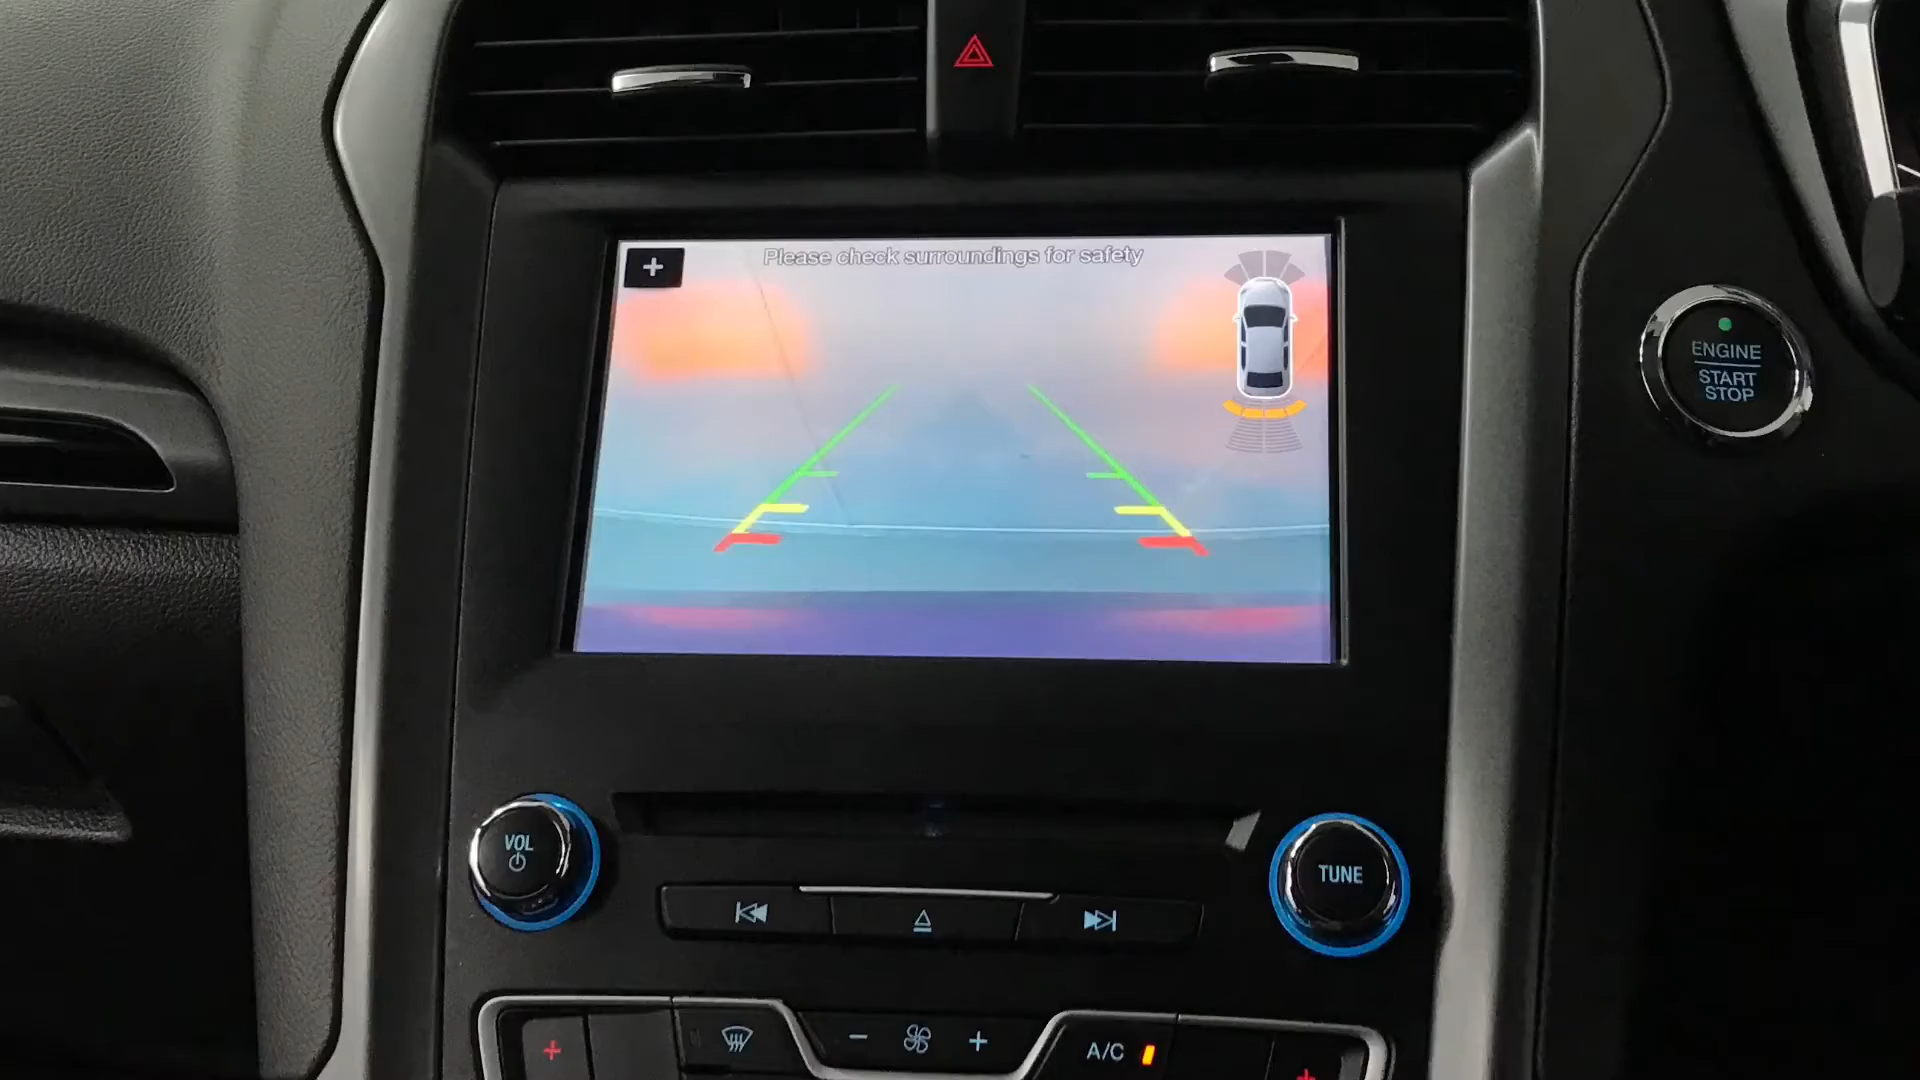 Please check surroundings for safety
ENGINE
START
STOP
VOL
TUNE
A/C